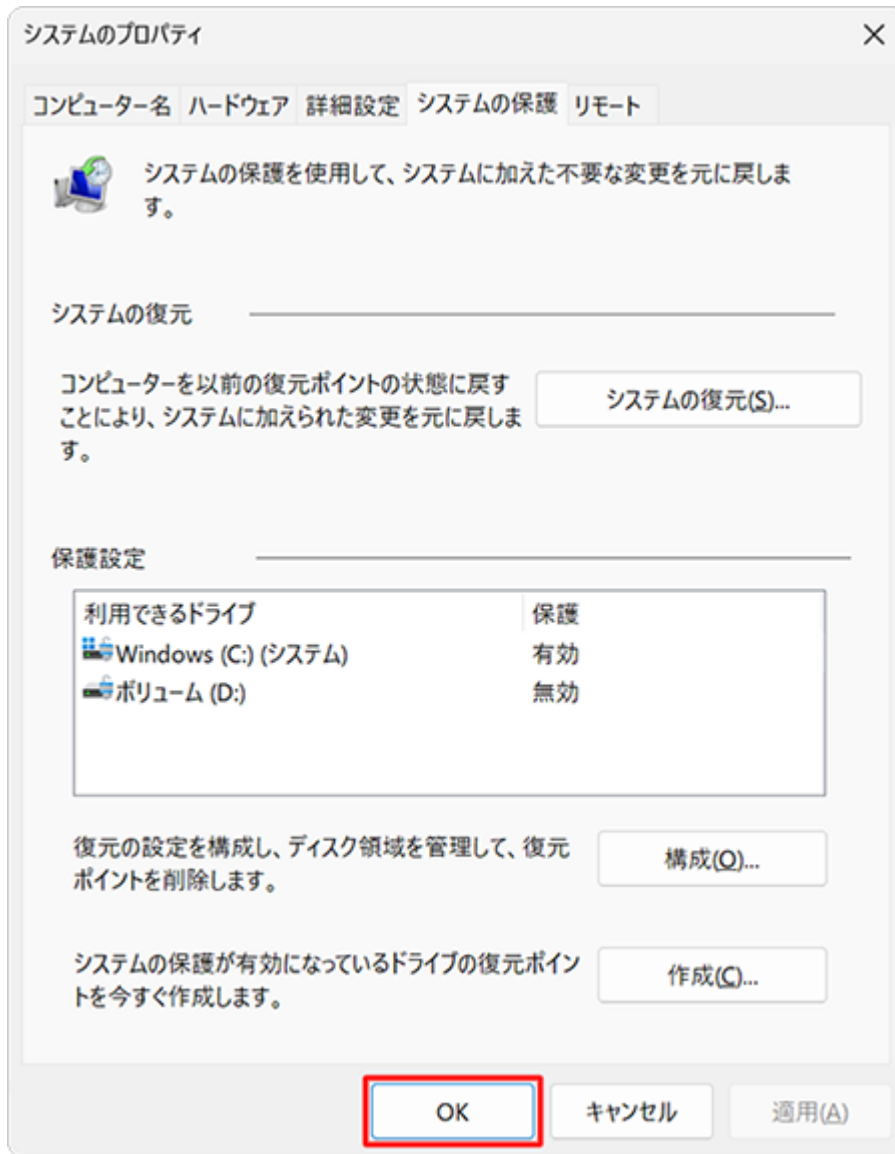 システムのプロパティ
コンピューター名 ハードウェア 詳細設定 システムの保護 リモート
システムの保護を使用して、システムに加えた不要な変更を元に戻しま
す。
システムの復元
コンピューターを以前の復元ポイントの状態に戻す
ことにより、システムに加えられた変更を元に戻しま
す。
システムの復元(S)...
保護設定
利用できるドライブ 保護
Windows (C:) (システム) 有効
ボリューム (D:) 無効
復元の設定を構成し、ディスク領域を管理して、復元
ポイントを削除します。
構成(O)...
システムの保護が有効になっているドライブの復元ポイン
トを今すぐ作成します。
作成(C)...
OK キャンセル 適用(A)